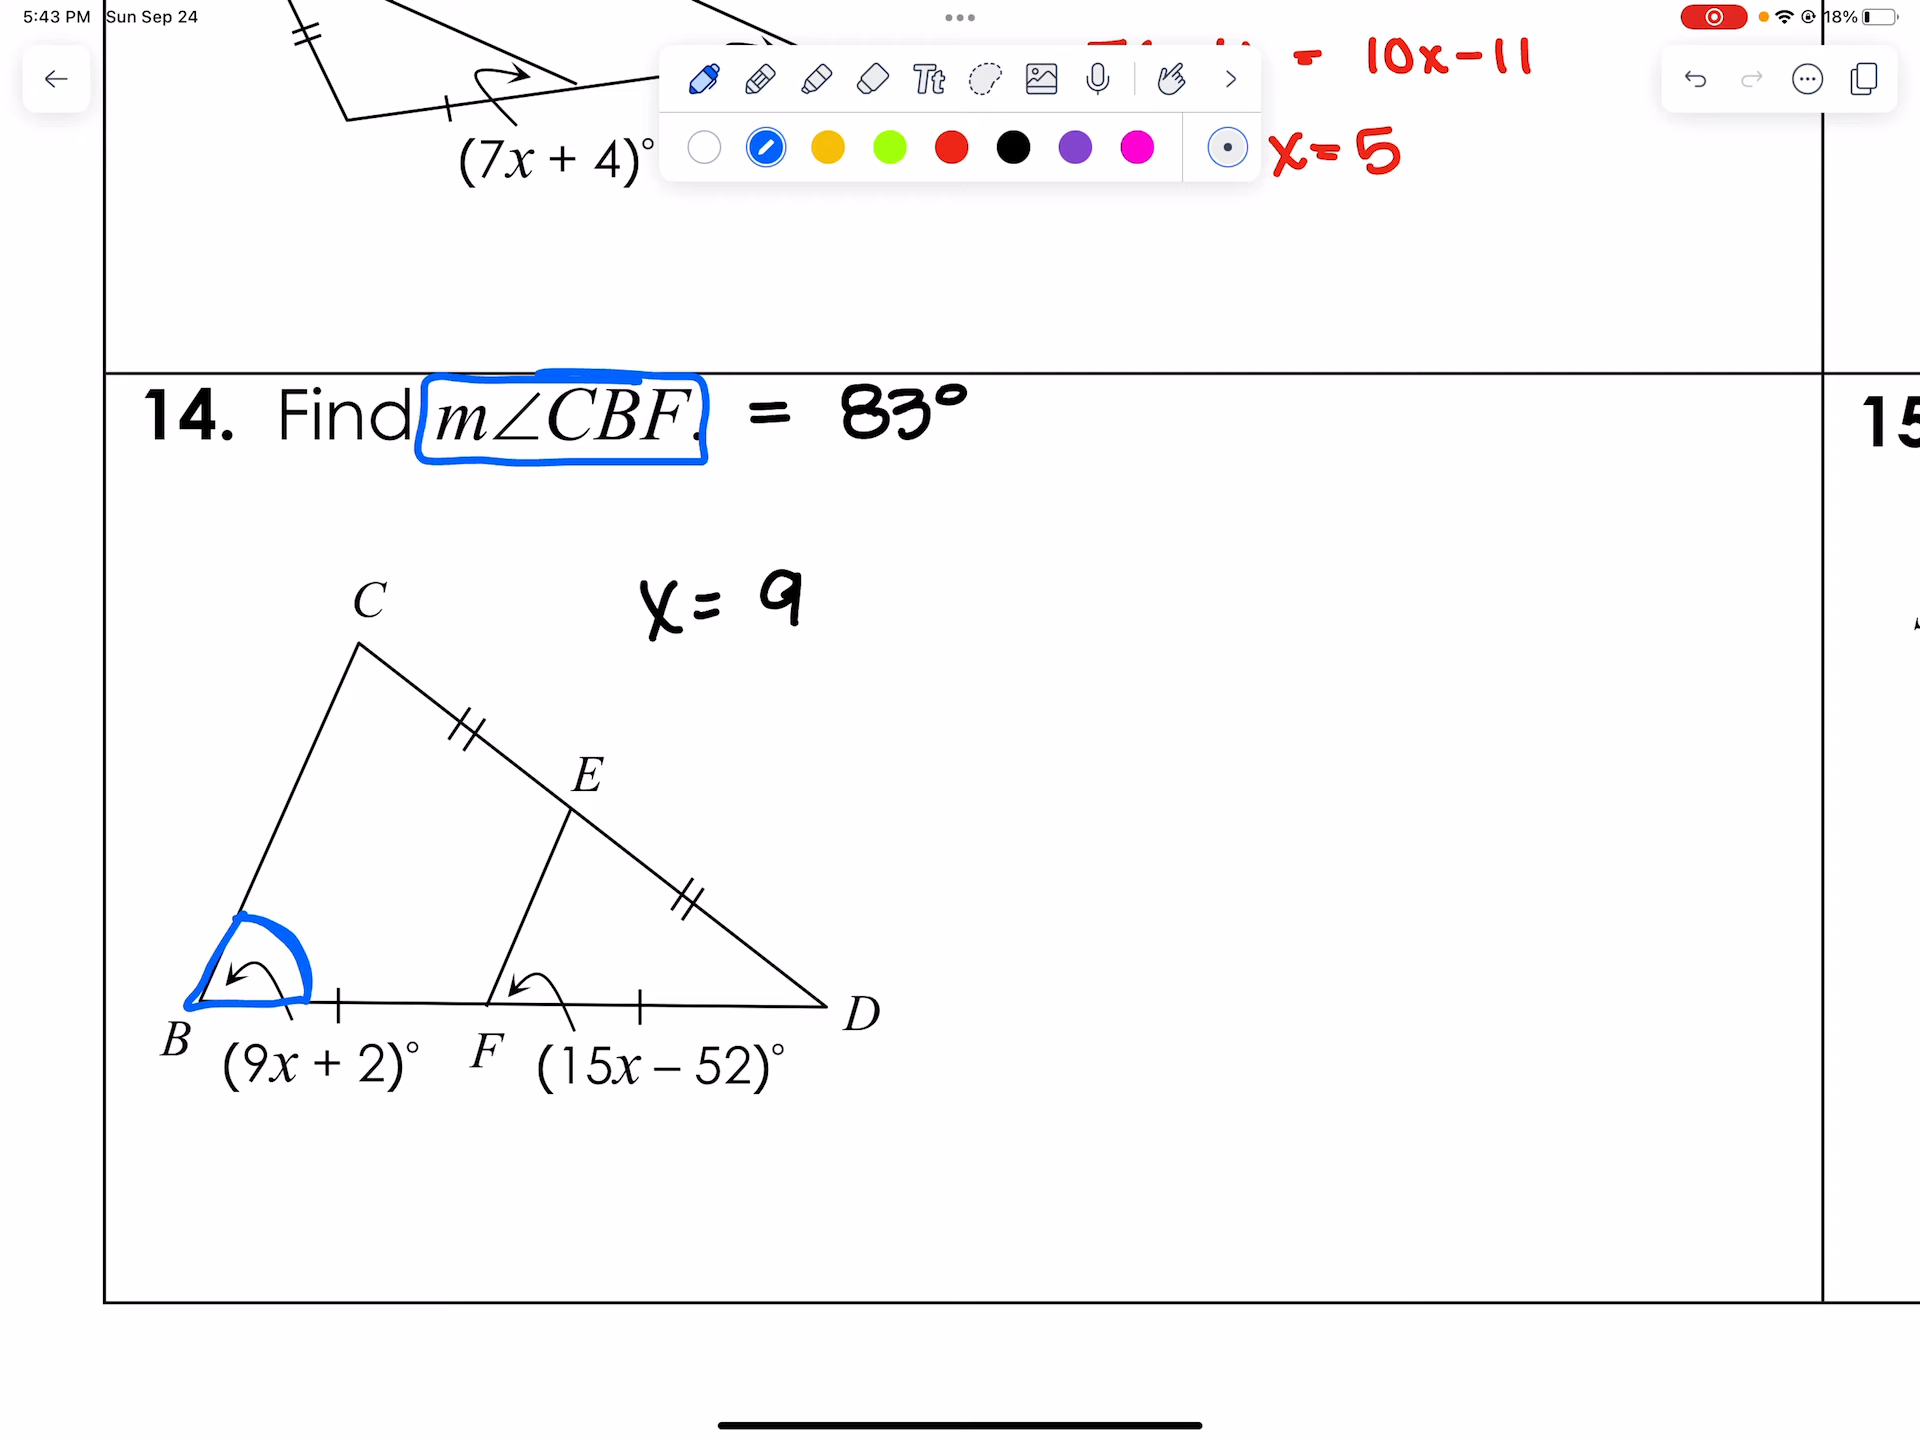 5:43 PM Sun Sep 24
18%
Tt
= 10x-11
(7x + 4)°
x=5
14. Find m∠CBF. = 83°
15
C
x= 9
E
B
F
D
(9x + 2)°
(15x – 52)°